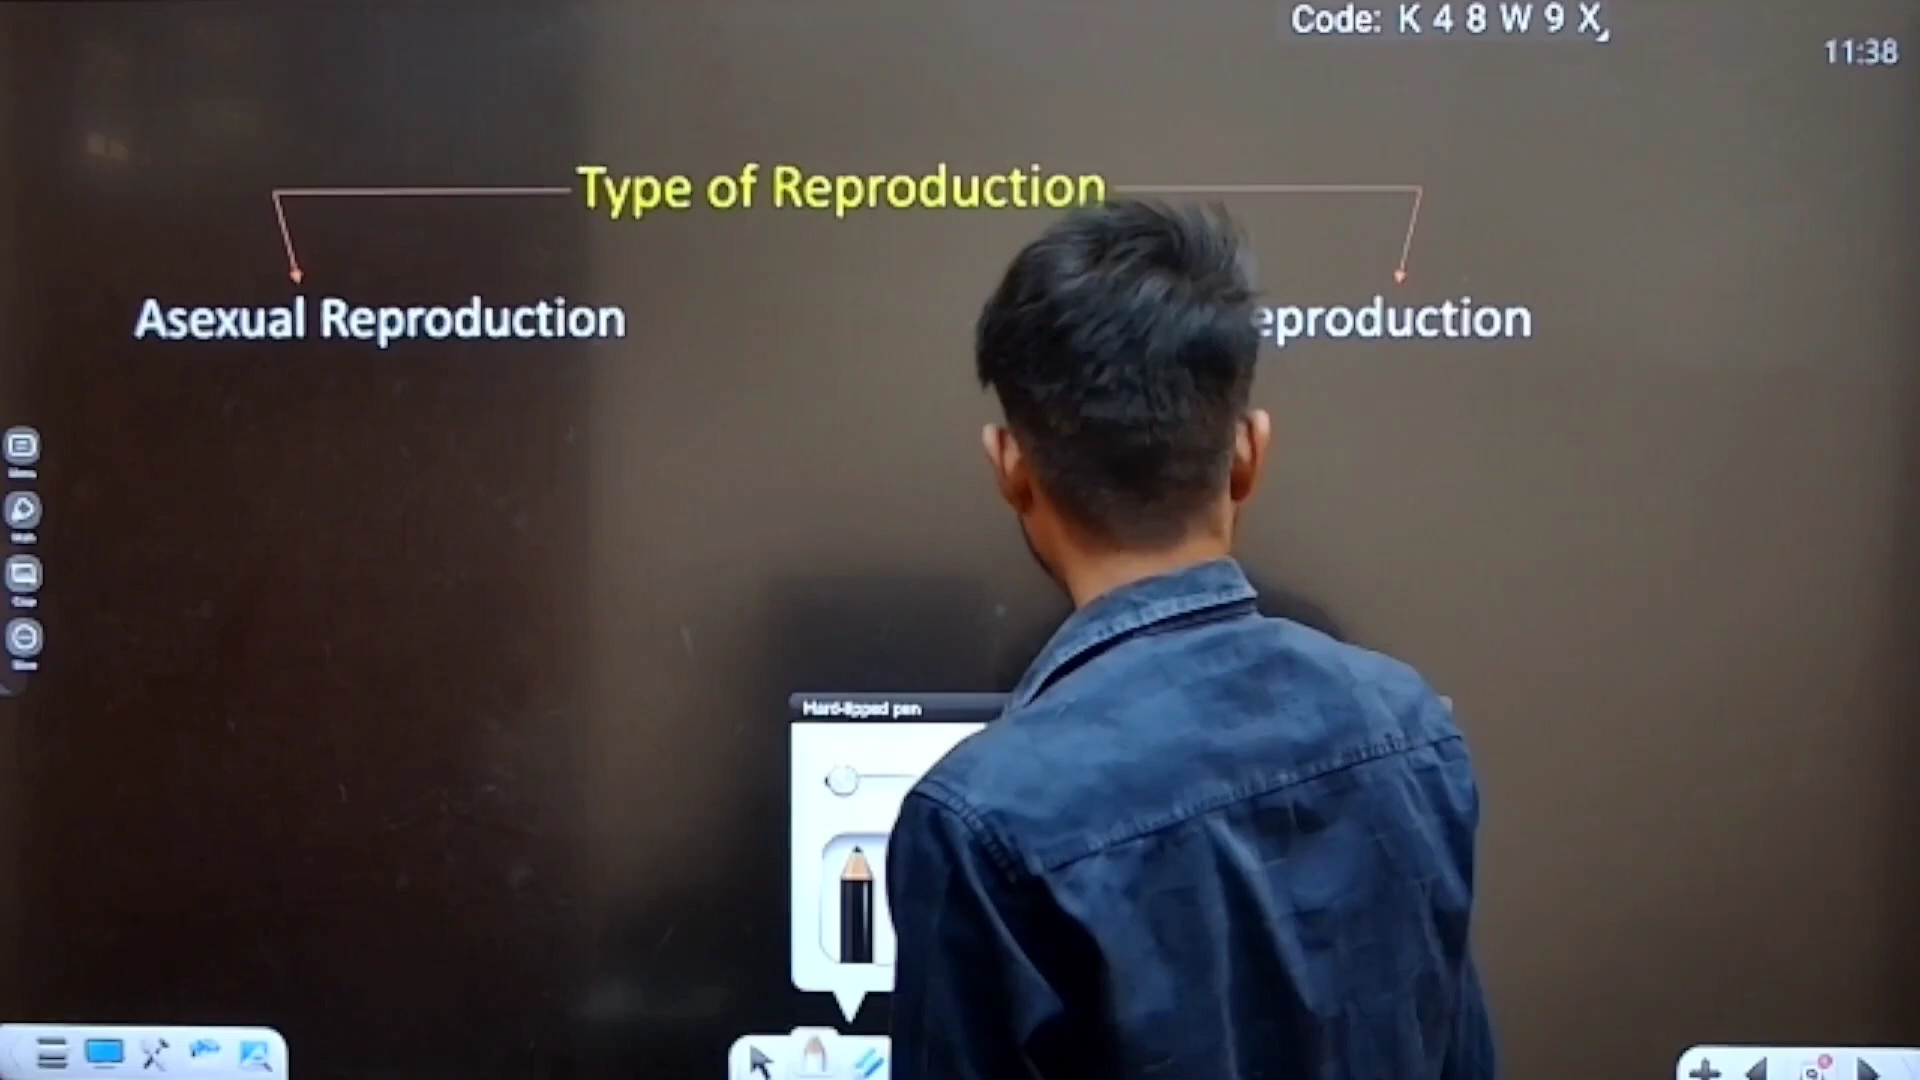 Code: K 4 8 W 9 X
11:38
Type of Reproduction
Asexual Reproduction
eproduction
Hard-tipped pen